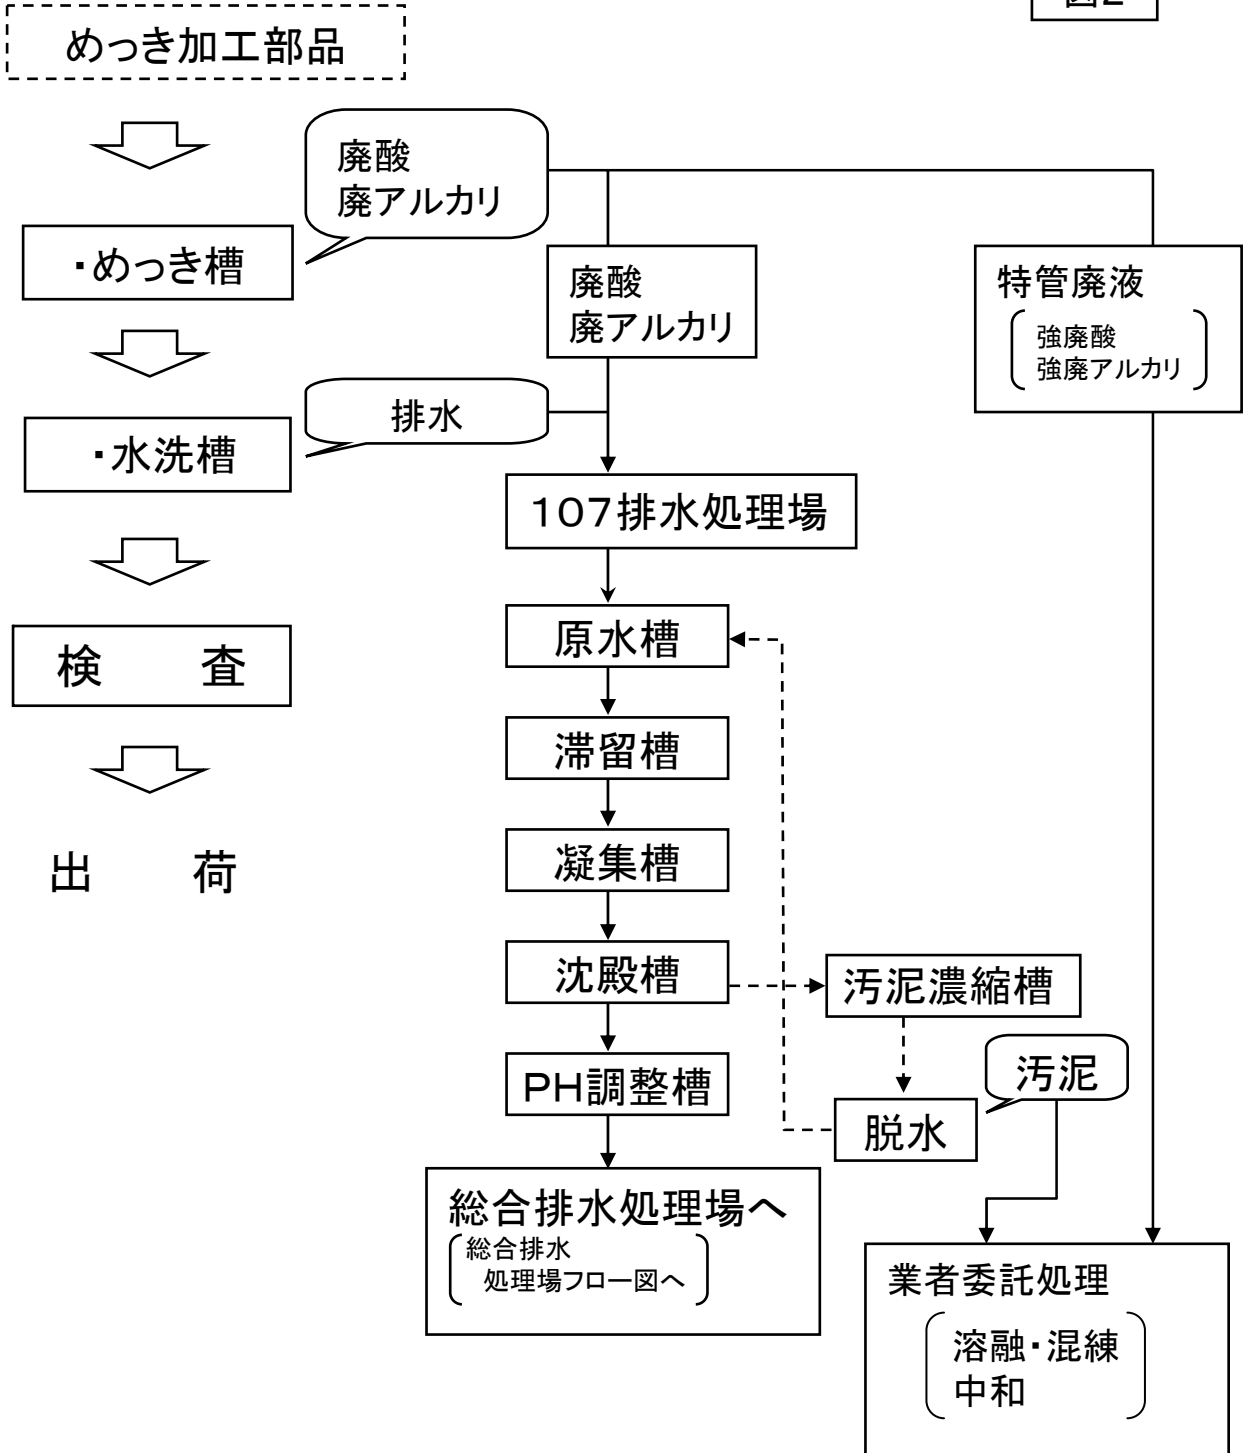 図2
めっき加工部品
廃酸
廃アルカリ
・めっき槽
廃酸
廃アルカリ
特管廃液
強廃酸
強廃アルカリ
排水
・水洗槽
107排水処理場
原水槽
検　　査
滞留槽
凝集槽
出　　荷
沈殿槽
汚泥濃縮槽
汚泥
PH調整槽
脱水
総合排水処理場へ
総合排水
処理場フロー図へ
業者委託処理
溶融・混練
中和